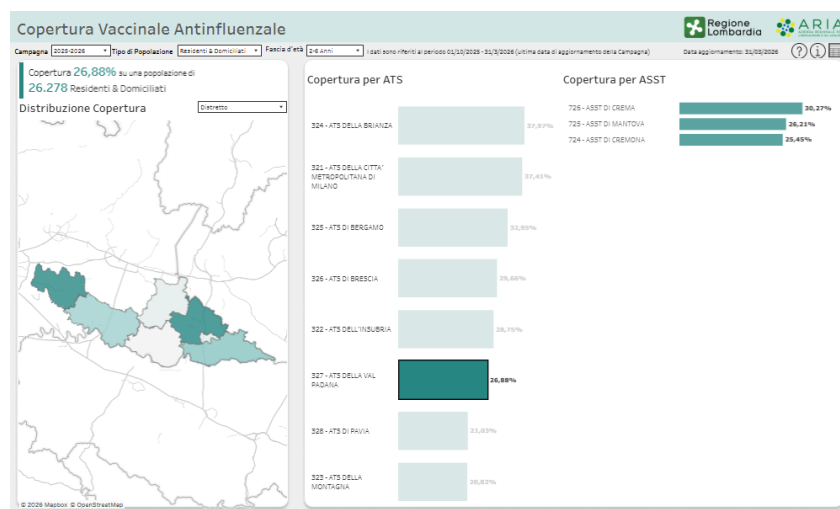 Copertura Vaccinale Antinfluenzale
Regione Lombardia
ARIA
Campagna 2025-2026 Tipo di Popolazione Residenti & Domiciliati Fascia d'età 2-6 Anni I dati sono riferiti al periodo 01/10/2025 - 31/3/2026 (ultima data di aggiornamento della Campagna) Data aggiornamento: 31/03/2026
Copertura 26,88% su una popolazione di
26.278 Residenti & Domiciliati
Distribuzione Copertura Distretto
© 2026 Mapbox © OpenStreetMap
Copertura per ATS
324 - ATS DELLA BRIANZA 37,97%
321 - ATS DELLA CITTA'
METROPOLITANA DI
MILANO 37,41%
325 - ATS DI BERGAMO 32,95%
326 - ATS DI BRESCIA 29,66%
322 - ATS DELL'INSUBRIA 28,75%
327 - ATS DELLA VAL
PADANA 26,88%
328 - ATS DI PAVIA
323 - ATS DELLA
MONTAGNA
Copertura per ASST
726 - ASST DI CREMA 30,27%
725 - ASST DI MANTOVA 26,21%
724 - ASST DI CREMONA 25,45%